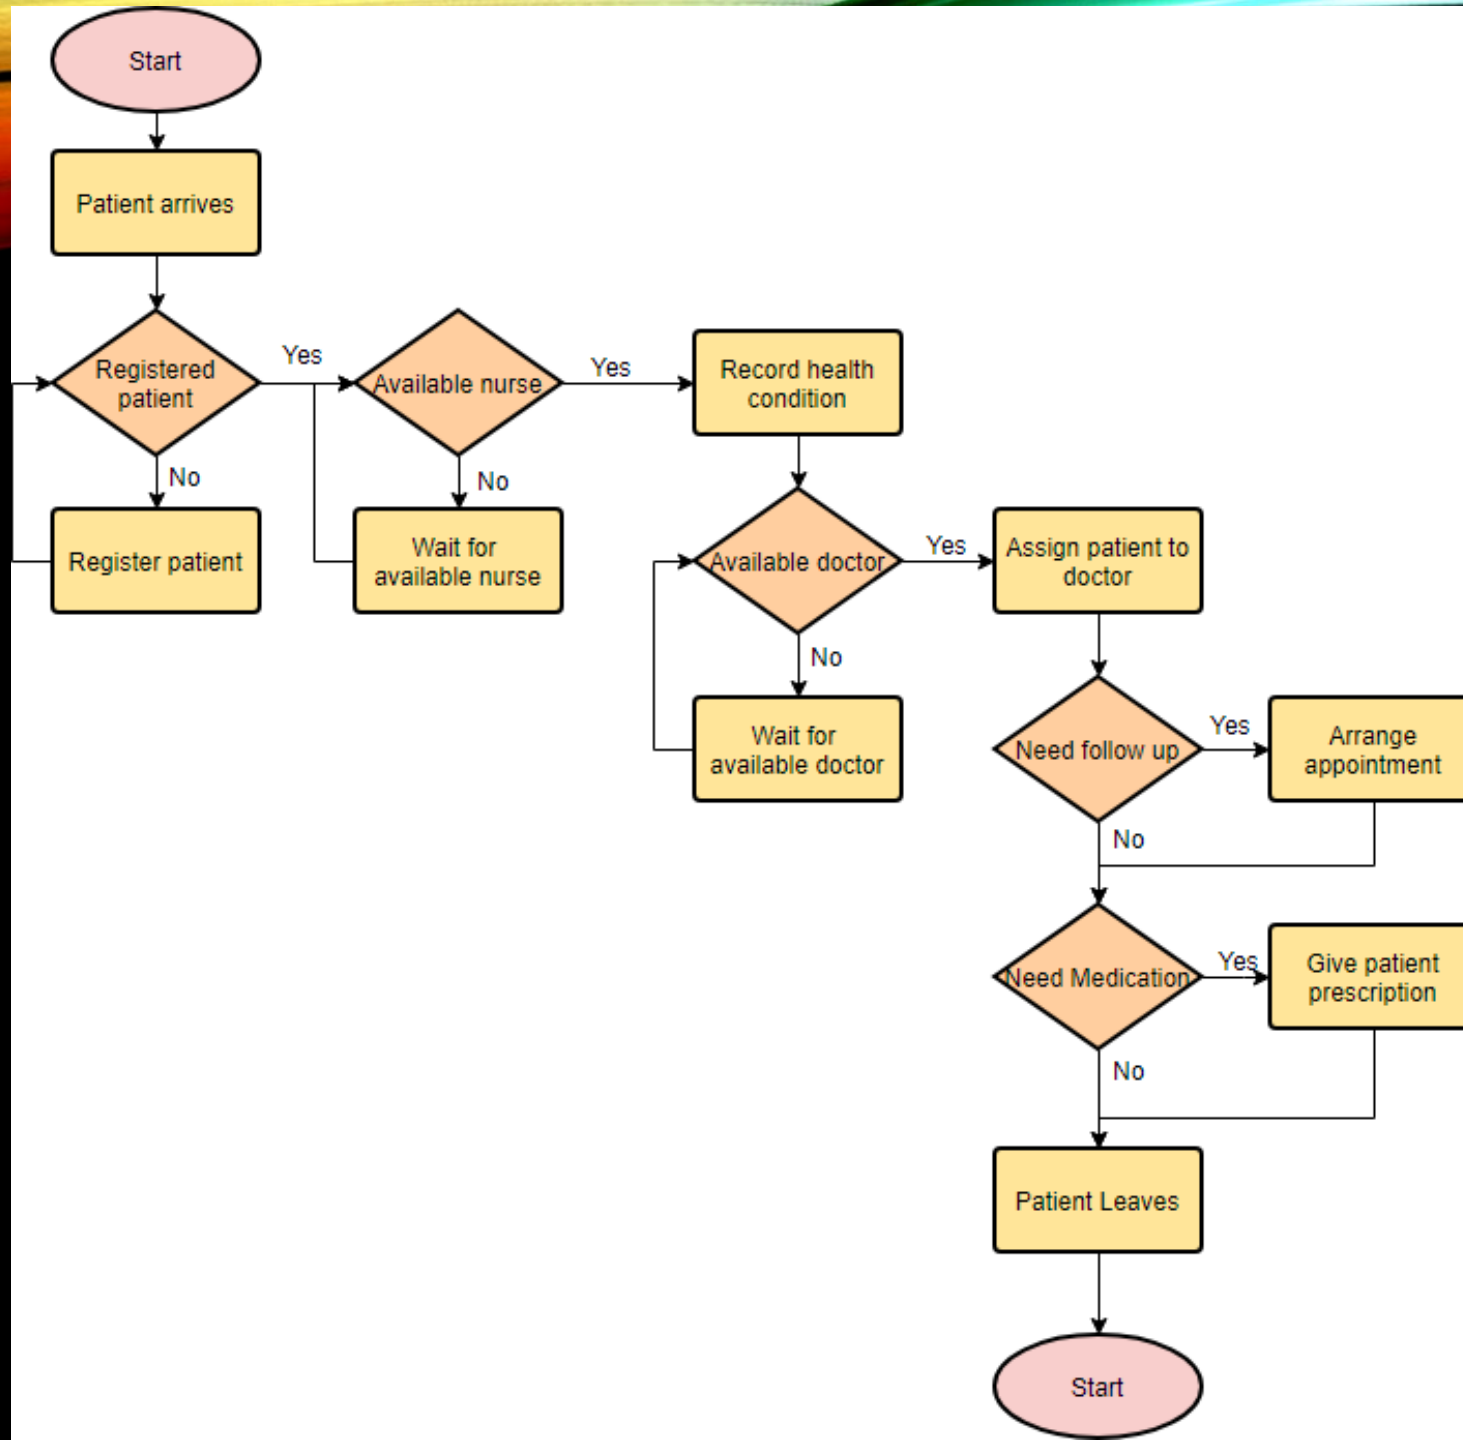 Start
Patient arrives
Registered
patient
Yes
Available nurse
Yes
Record health
condition
No
No
Register patient
Wait for
available nurse
Available doctor
Yes
Assign patient to
doctor
No
Wait for
available doctor
Need follow up
Yes
Arrange
appointment
No
Need Medication
Yes
Give patient
prescription
No
Patient Leaves
Start